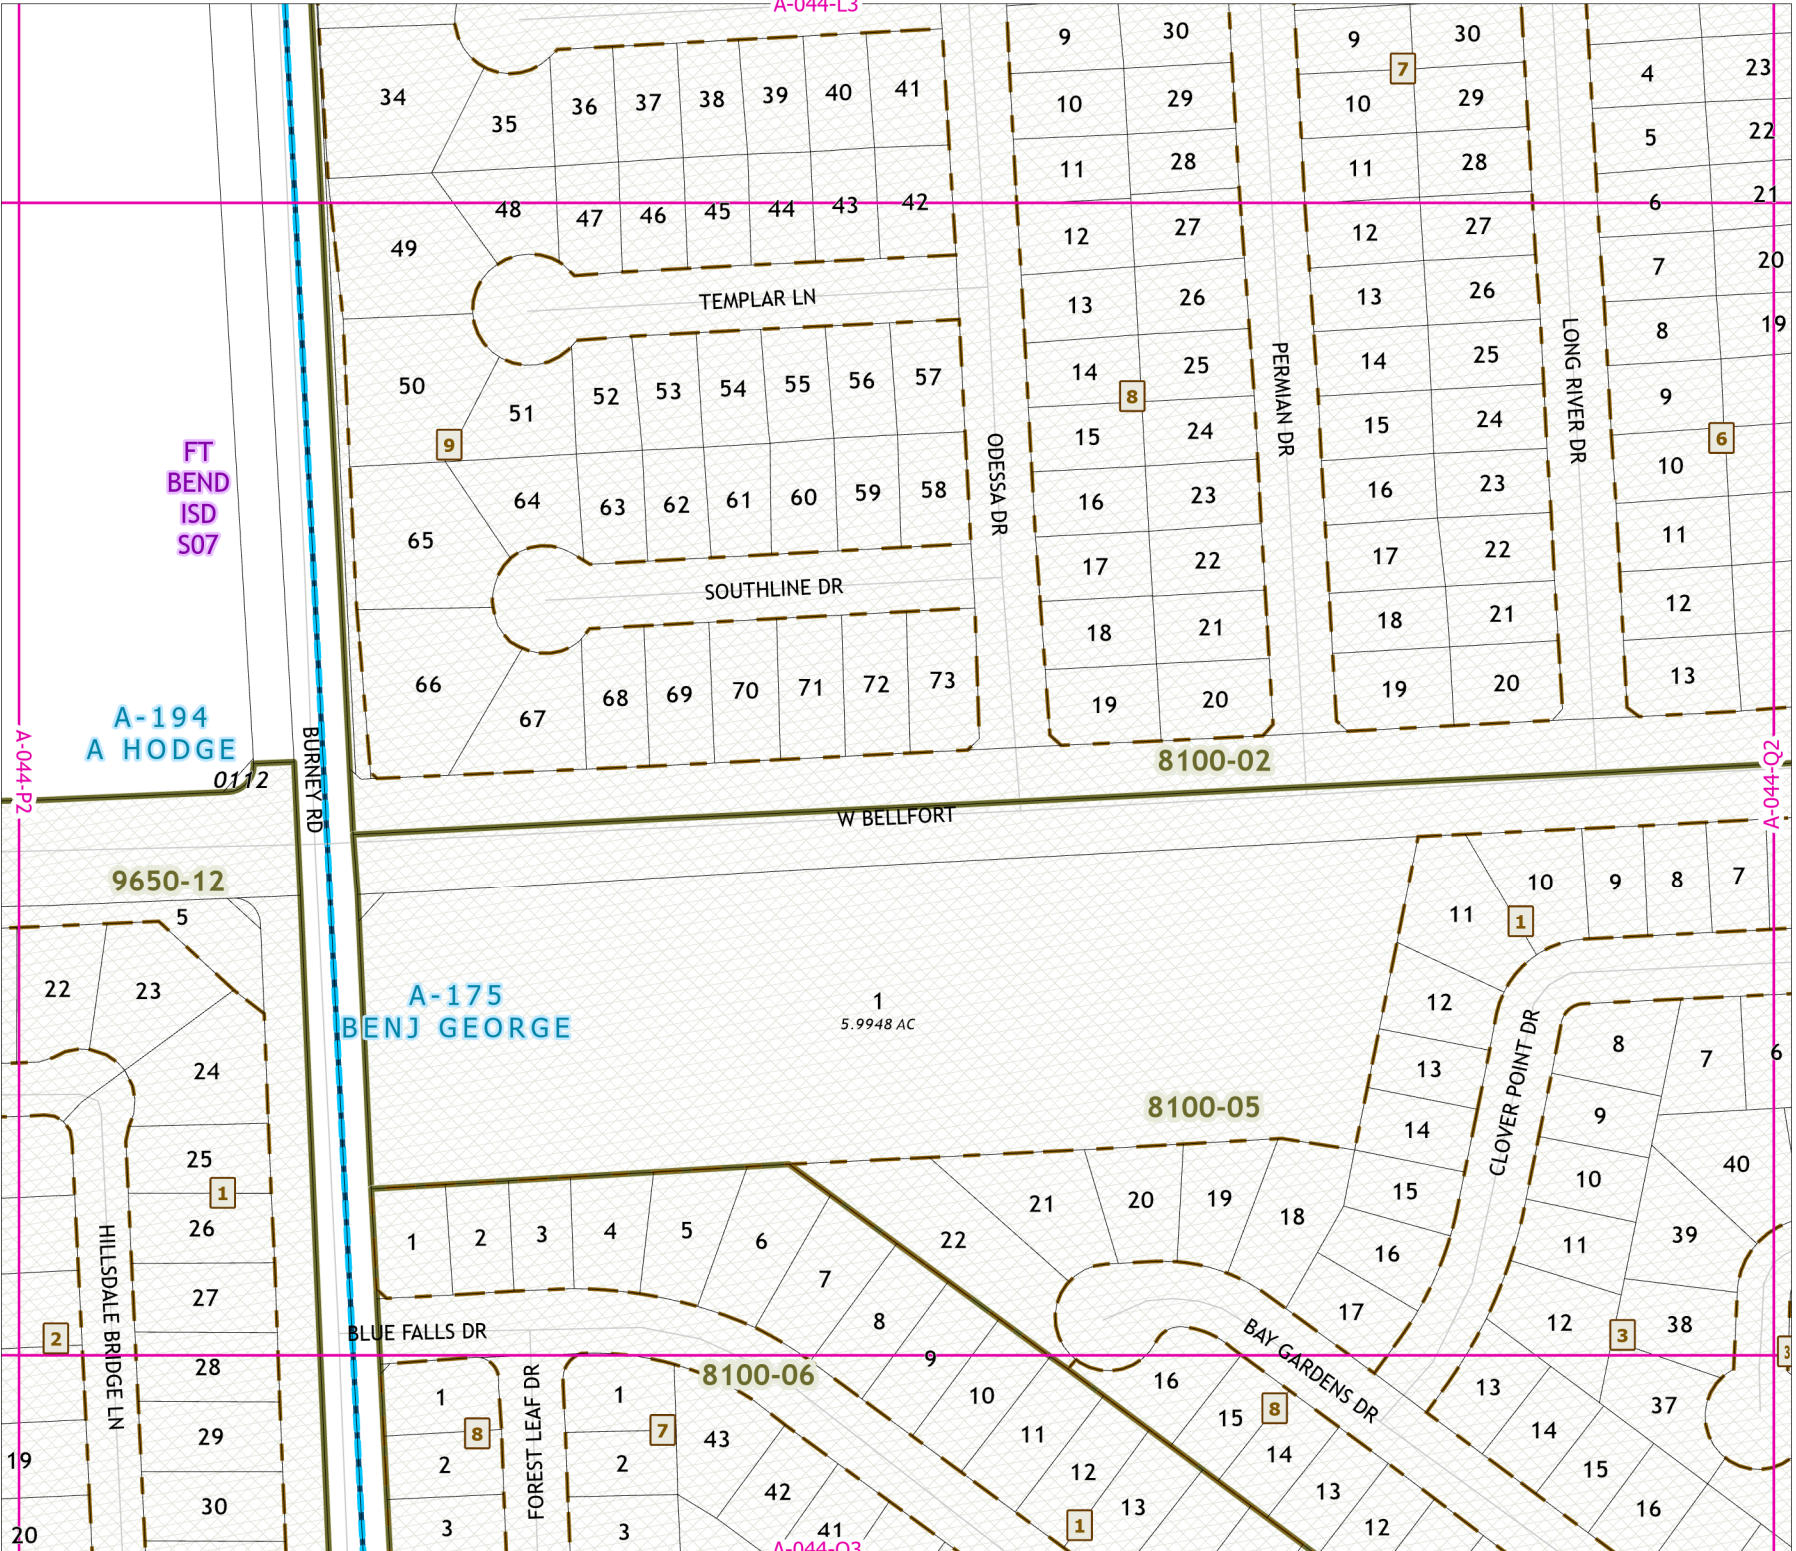 A-044-L3
9 30 9 30
34 35 36 37 38 39 40 41 10 29 7 10 29 4 23
11 28 11 28 5 22
49 48 47 46 45 44 43 42 12 27 12 27 6 21
TEMPLAR LN
13 26 13 26 7 20
50 51 52 53 54 55 56 57 14 25 14 25 8 19
9 8 15 24 15 24 9 6
ODESSA DR
PERMIAN DR
LONG RIVER DR
FT
BEND
ISD
S07
65 64 63 62 61 60 59 58 16 23 16 23 10
17 22 17 22 11
SOUTHLINE DR
18 21 18 21 12
66 67 68 69 70 71 72 73 19 20 19 20 13
A-194
A HODGE
0112
A-044-P2
BURNEY RD
8100-02
A-044-Q2
W BELLFORT
9650-12
5
22 23
24
25
1
26
27
28
29
30
2
19
20
HILLSDALE BRIDGE LN
A-175
BENJ GEORGE
1
5.9948 AC
11 10 9 8 7
1
12
13
14
15
16
17
CLOVER POINT DR
8 7 6
9
10
11
12
40
39
38
3
3
37
13
14
15
16
8100-05
1 2 3 4 5 6
7
8
9
10
11
12
13
1
22 21 20 19 18
BLUE FALLS DR
BAY GARDENS DR
8100-06
1
8
2
3
FOREST LEAF DR
1
7
2
3
43
42
41
16
15
8
14
13
12
A-044-Q3